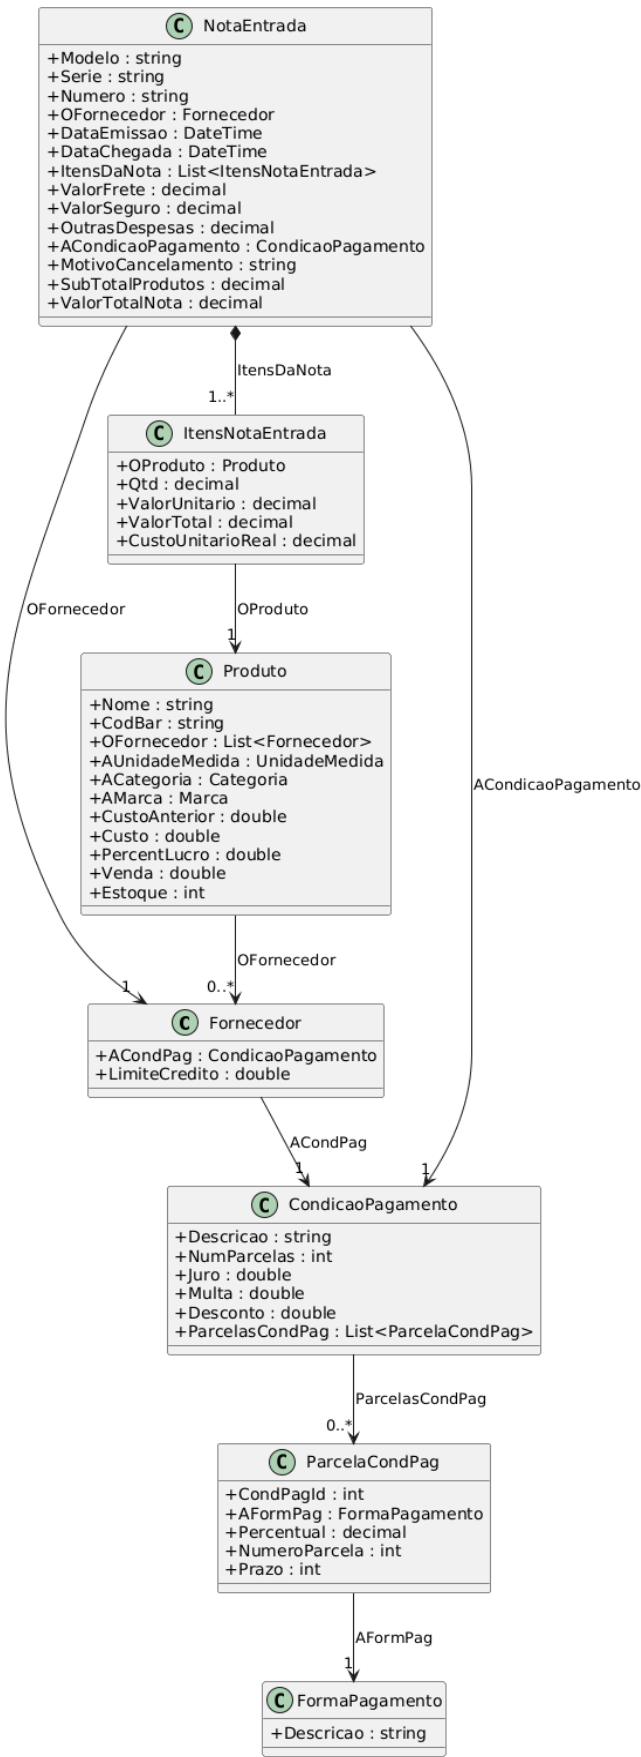 C NotaEntrada
+Modelo : string
+Serie : string
+Numero : string
+OFornecedor : Fornecedor
+DataEmissao : DateTime
+DataChegada : DateTime
+ItensDaNota : List<ItensNotaEntrada>
+ValorFrete : decimal
+ValorSeguro : decimal
+OutrasDespesas : decimal
+ACondicaoPagamento : CondicaoPagamento
+MotivoCancelamento : string
+SubTotalProdutos : decimal
+ValorTotalNota : decimal
ItensDaNota
1..*
C ItensNotaEntrada
+OProduto : Produto
+Qtd : decimal
+ValorUnitario : decimal
+ValorTotal : decimal
+CustoUnitarioReal : decimal
OFornecedor
OProduto
1
C Produto
+Nome : string
+CodBar : string
+OFornecedor : List<Fornecedor>
+AUnidadeMedida : UnidadeMedida
+ACategoria : Categoria
+AMarca : Marca
+CustoAnterior : double
+Custo : double
+PercentLucro : double
+Venda : double
+Estoque : int
ACondicaoPagamento
OFornecedor
1
0..*
C Fornecedor
+ACondPag : CondicaoPagamento
+LimiteCredito : double
ACondPag
1
1
C CondicaoPagamento
+Descricao : string
+NumParcelas : int
+Juro : double
+Multa : double
+Desconto : double
+ParcelasCondPag : List<ParcelaCondPag>
ParcelasCondPag
0..*
C ParcelaCondPag
+CondPagId : int
+AFormPag : FormaPagamento
+Percentual : decimal
+NumeroParcela : int
+Prazo : int
AFormPag
1
C FormaPagamento
+Descricao : string